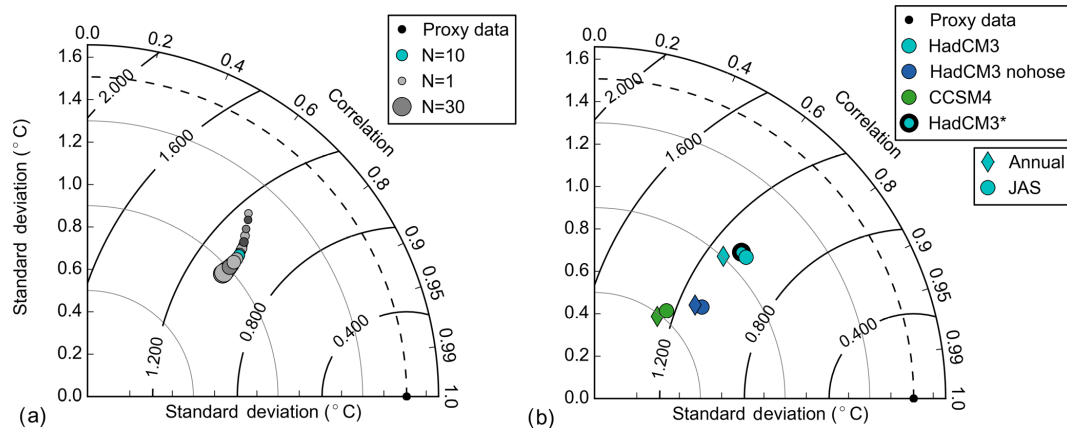 Proxy data
N=10
N=1
N=30
0.0
0.2
0.4
0.6
0.8
0.9
0.95
0.99
1.0
Correlation
1.6
1.4
1.2
1.0
0.8
0.6
0.4
0.2
0.0
Standard deviation (°C)
2.000
1.600
1.200
0.800
0.400
Standard deviation (°C)
(a)
Proxy data
HadCM3
HadCM3 nohose
CCSM4
HadCM3*
Annual
JAS
0.0
0.2
0.4
0.6
0.8
0.9
0.95
0.99
1.0
Correlation
1.6
1.4
1.2
1.0
0.8
0.6
0.4
0.2
0.0
2.000
1.600
1.200
0.800
0.400
Standard deviation (°C)
(b)